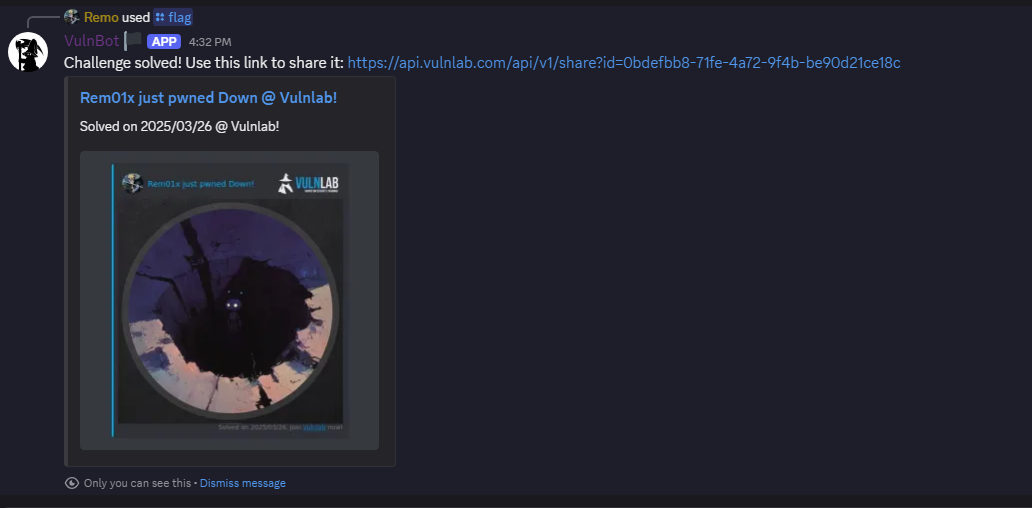 Remo used flag
VulnBot APP 4:32 PM
Challenge solved! Use this link to share it: https://api.vulnlab.com/api/v1/share?id=0bdefbb8-71fe-4a72-9f4b-be90d21ce18c
Rem01x just pwned Down @ Vulnlab!
Solved on 2025/03/26 @ Vulnlab!
Rem01x just pwned Down!
VULNLAB
Solved on 2025/03/26, Join Vulnlab now!
Only you can see this • Dismiss message